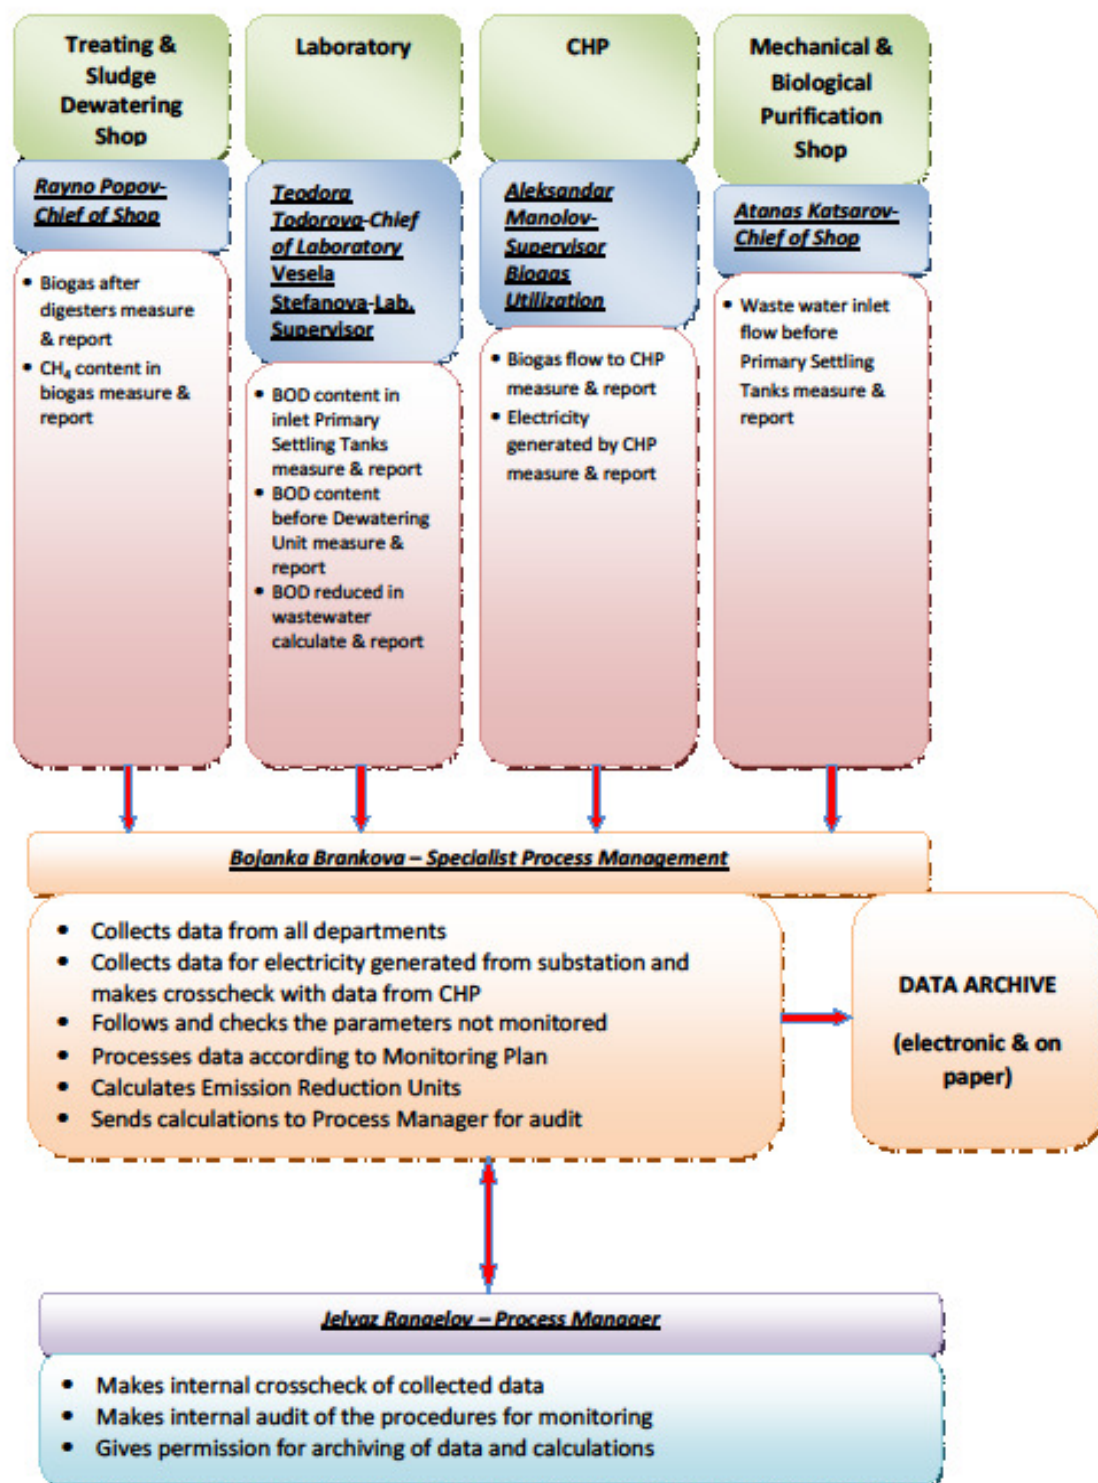 Treating &
Sludge
Dewatering
Shop
Rayno Popov-
Chief of Shop
• Biogas after
digesters measure
& report
• CH₄ content in
biogas measure &
report
Laboratory
Teodora
Todorova-Chief
of Laboratory
Vesela
Stefanova-Lab.
Supervisor
• BOD content in
inlet Primary
Settling Tanks
measure & report
• BOD content
before Dewatering
Unit measure &
report
• BOD reduced in
wastewater
calculate & report
CHP
Aleksandar
Manolov-
Supervisor
Biogas
Utilization
• Biogas flow to CHP
measure & report
• Electricity
generated by CHP
measure & report
Mechanical &
Biological
Purification
Shop
Atanas Katsarov-
Chief of Shop
• Waste water inlet
flow before
Primary Settling
Tanks measure &
report
Bojanka Brankova – Specialist Process Management
• Collects data from all departments
• Collects data for electricity generated from substation and
makes crosscheck with data from CHP
• Follows and checks the parameters not monitored
• Processes data according to Monitoring Plan
• Calculates Emission Reduction Units
• Sends calculations to Process Manager for audit
DATA ARCHIVE
(electronic & on
paper)
Jelyaz Rangelov – Process Manager
• Makes internal crosscheck of collected data
• Makes internal audit of the procedures for monitoring
• Gives permission for archiving of data and calculations